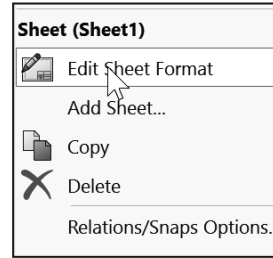 Sheet (Sheet1)
Edit Sheet Format
Add Sheet...
Copy
Delete
Relations/Snaps Options.